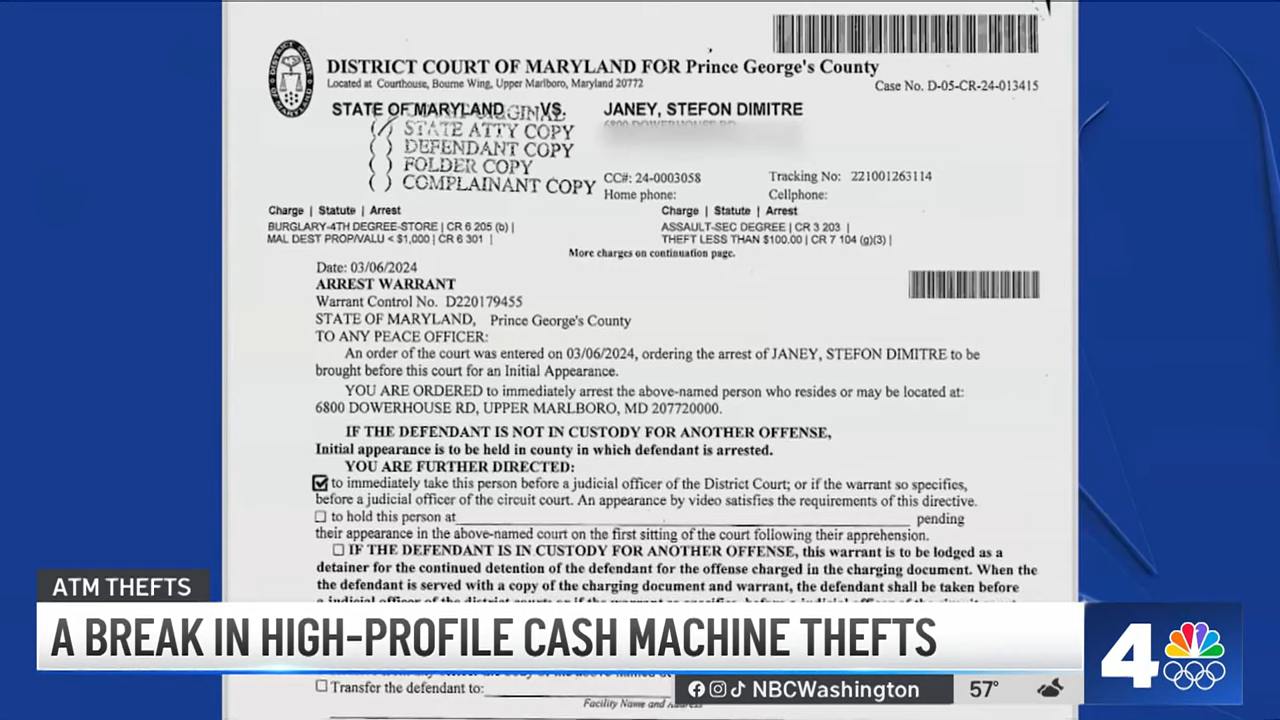 DISTRICT COURT OF MARYLAND FOR Prince George's County
Located at Courthouse, Bourne Wing, Upper Marlboro, Maryland 20772
Case No. D-05-CR-24-013415
STATE OF MARYLAND VS. JANEY, STEFON DIMITRE
ORIGINAL
6800 DOWERHOUSE RD
STATE ATTY COPY
DEFENDANT COPY
FOLDER COPY
COMPLAINANT COPY
CC#: 24-0003058 Tracking No: 221001263114
Home phone: Cellphone:
Charge | Statute | Arrest Charge | Statute | Arrest
BURGLARY-4TH DEGREE-STORE | CR 6 205 (b) | ASSAULT-SEC DEGREE | CR 3 203 |
MAL DEST PROP/VALU < $1,000 | CR 6 301 | THEFT LESS THAN $100.00 | CR 7 104 (g)(3) |
More charges on continuation page.
Date: 03/06/2024
ARREST WARRANT
Warrant Control No. D220179455
STATE OF MARYLAND, Prince George's County
TO ANY PEACE OFFICER:
An order of the court was entered on 03/06/2024, ordering the arrest of JANEY, STEFON DIMITRE to be
brought before this court for an Initial Appearance.
YOU ARE ORDERED to immediately arrest the above-named person who resides or may be located at:
6800 DOWERHOUSE RD, UPPER MARLBORO, MD 207720000.
IF THE DEFENDANT IS NOT IN CUSTODY FOR ANOTHER OFFENSE,
Initial appearance is to be held in county in which defendant is arrested.
YOU ARE FURTHER DIRECTED:
to immediately take this person before a judicial officer of the District Court; or if the warrant so specifies,
before a judicial officer of the circuit court. An appearance by video satisfies the requirements of this directive.
to hold this person at pending
their appearance in the above-named court on the first sitting of the court following their apprehension.
IF THE DEFENDANT IS IN CUSTODY FOR ANOTHER OFFENSE, this warrant is to be lodged as a
detainer for the continued detention of the defendant for the offense charged in the charging document. When the
the defendant is served with a copy of the charging document and warrant, the defendant shall be taken before
ATM THEFTS
A BREAK IN HIGH-PROFILE CASH MACHINE THEFTS
4
Transfer the defendant to:
Facility Name and
NBCWashington
57°